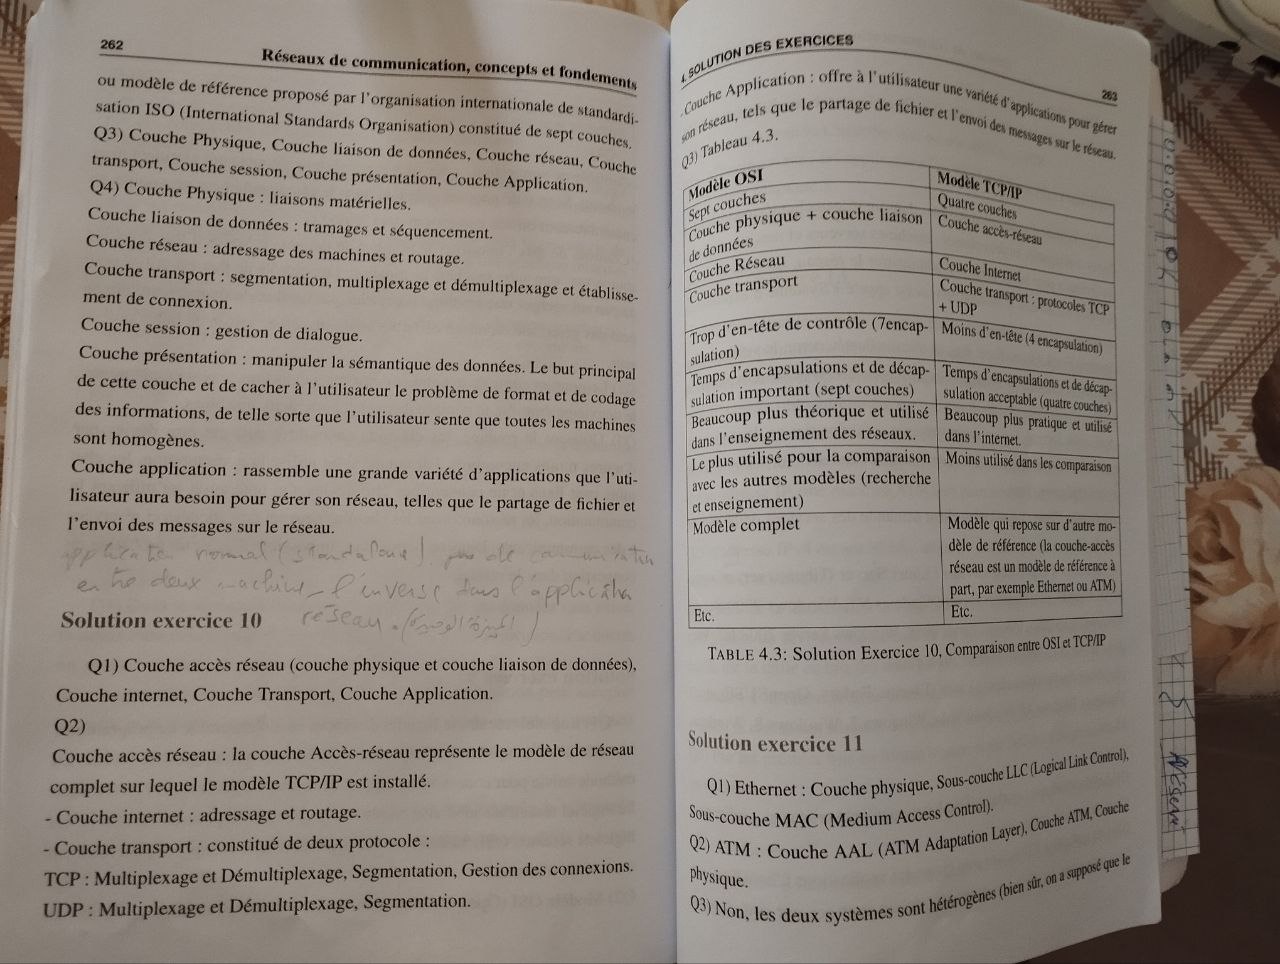 262
Réseaux de communication, concepts et fondements
ou modèle de référence proposé par l'organisation internationale de standardi-
sation ISO (International Standards Organisation) constitué de sept couches.
Q3) Couche Physique, Couche liaison de données, Couche réseau, Couche
transport, Couche session, Couche présentation, Couche Application.
Q4) Couche Physique : liaisons matérielles.
Couche liaison de données : tramages et séquencement.
Couche réseau : adressage des machines et routage.
Couche transport : segmentation, multiplexage et démultiplexage et établisse-
ment de connexion.
Couche session : gestion de dialogue.
Couche présentation : manipuler la sémantique des données. Le but principal
de cette couche et de cacher à l'utilisateur le problème de format et de codage
des informations, de telle sorte que l'utilisateur sente que toutes les machines
sont homogènes.
Couche application : rassemble une grande variété d'applications que l'uti-
lisateur aura besoin pour gérer son réseau, telles que le partage de fichier et
l'envoi des messages sur le réseau.
application normal (standalone) pas de communication
entre deux machine_ l'inverse dans l'application
réseau.
Solution exercice 10
Q1) Couche accès réseau (couche physique et couche liaison de données),
Couche internet, Couche Transport, Couche Application.
Q2)
Couche accès réseau : la couche Accès-réseau représente le modèle de réseau
complet sur lequel le modèle TCP/IP est installé.
- Couche internet : adressage et routage.
- Couche transport : constitué de deux protocole :
TCP : Multiplexage et Démultiplexage, Segmentation, Gestion des connexions.
UDP : Multiplexage et Démultiplexage, Segmentation.
4. SOLUTION DES EXERCICES
263
-Couche Application : offre à l'utilisateur une variété d'applications pour gérer
son réseau, tels que le partage de fichier et l'envoi des messages sur le réseau.
Q3) Tableau 4.3.
Modèle OSI
Modèle TCP/IP
Sept couches
Quatre couches
Couche physique + couche liaison
de données
Couche accès-réseau
Couche Réseau
Couche Internet
Couche transport
Couche transport : protocoles TCP
+ UDP
Trop d'en-tête de contrôle (7encap-
sulation)
Moins d'en-tête (4 encapsulation)
Temps d'encapsulations et de décap-
sulation important (sept couches)
Temps d'encapsulations et de décap-
sulation acceptable (quatre couches)
Beaucoup plus théorique et utilisé
dans l'enseignement des réseaux.
Beaucoup plus pratique et utilisé
dans l'internet.
Le plus utilisé pour la comparaison
avec les autres modèles (recherche
et enseignement)
Moins utilisé dans les comparaison
Modèle complet
Modèle qui repose sur d'autre mo-
dèle de référence (la couche-accès
réseau est un modèle de référence à
part, par exemple Ethernet ou ATM)
Etc.
Etc.
TABLE 4.3: Solution Exercice 10, Comparaison entre OSI et TCP/IP
Solution exercice 11
Q1) Ethernet : Couche physique, Sous-couche LLC (Logical Link Control),
Sous-couche MAC (Medium Access Control).
Q2) ATM : Couche AAL (ATM Adaptation Layer), Couche ATM, Couche
physique.
Q3) Non, les deux systèmes sont hétérogènes (bien sûr, on a supposé que le